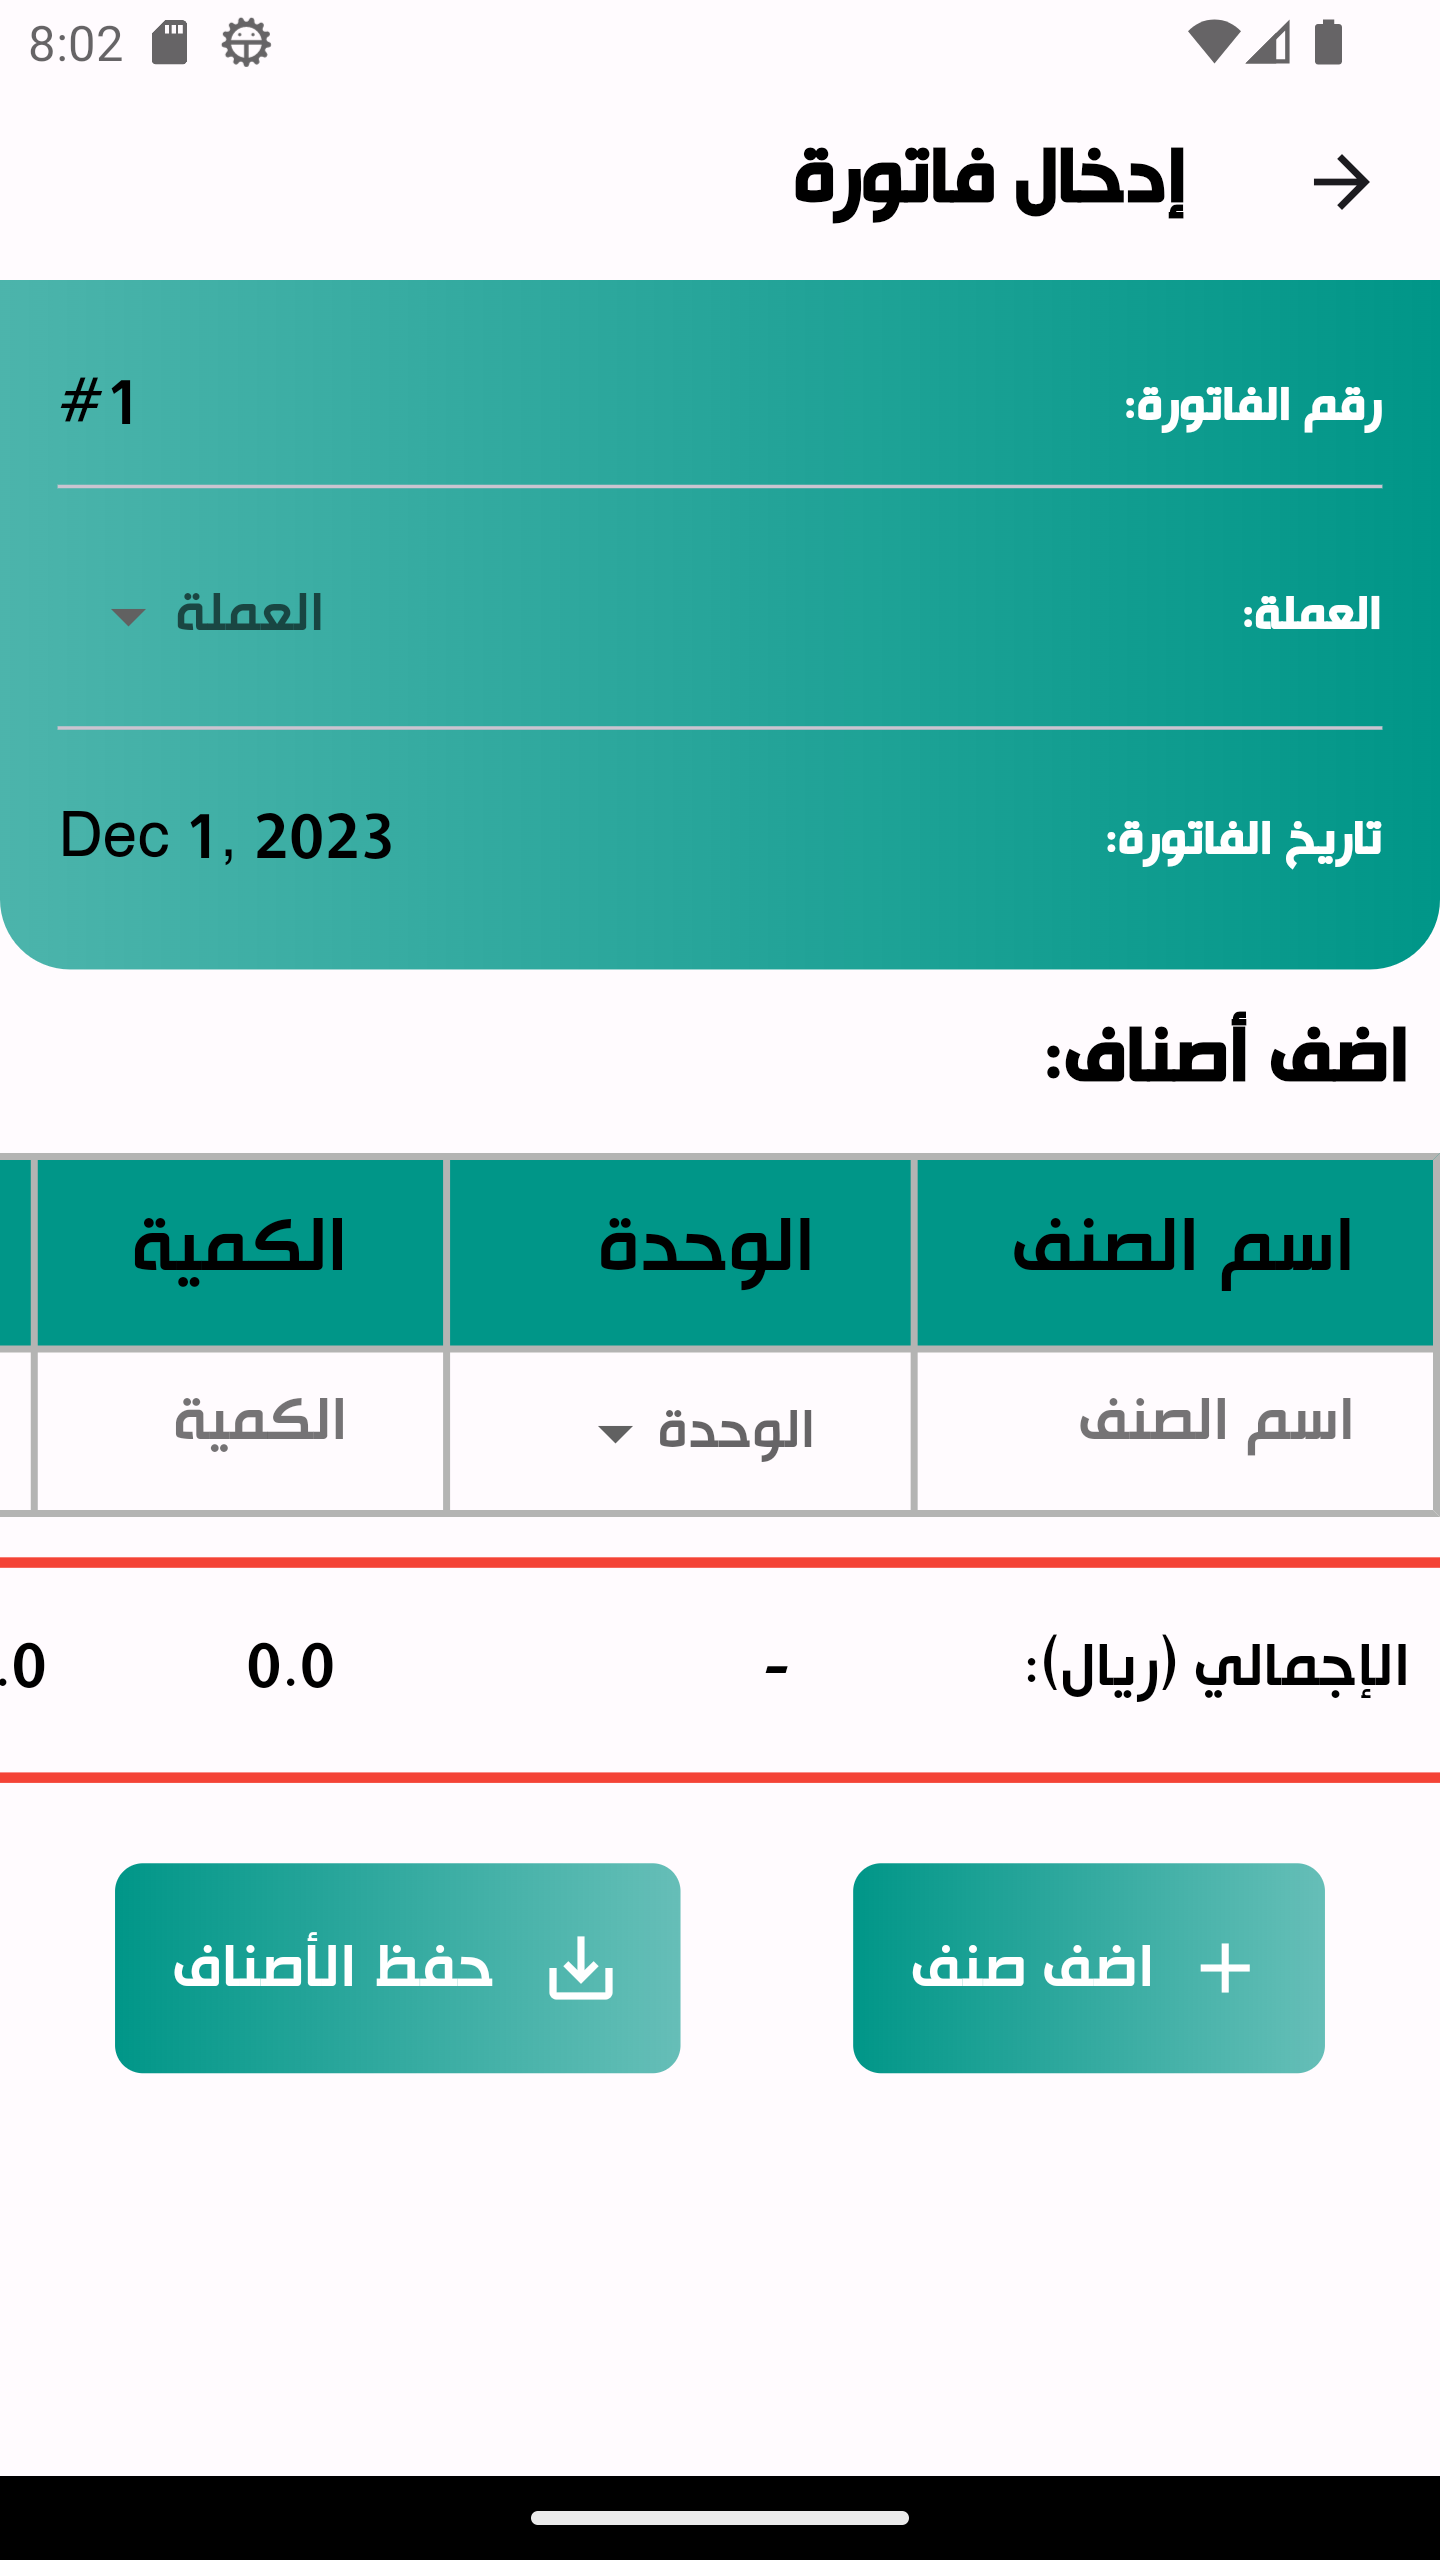 8:02
إدخال فاتورة
رقم الفاتورة: #1
العملة: العملة
تاريخ الفاتورة: Dec 1, 2023
اضف أصناف:
اسم الصنف الوحدة الكمية
اسم الصنف الوحدة الكمية
الإجمالي (ريال): - 0.0 .0
اضف صنف حفظ الأصناف